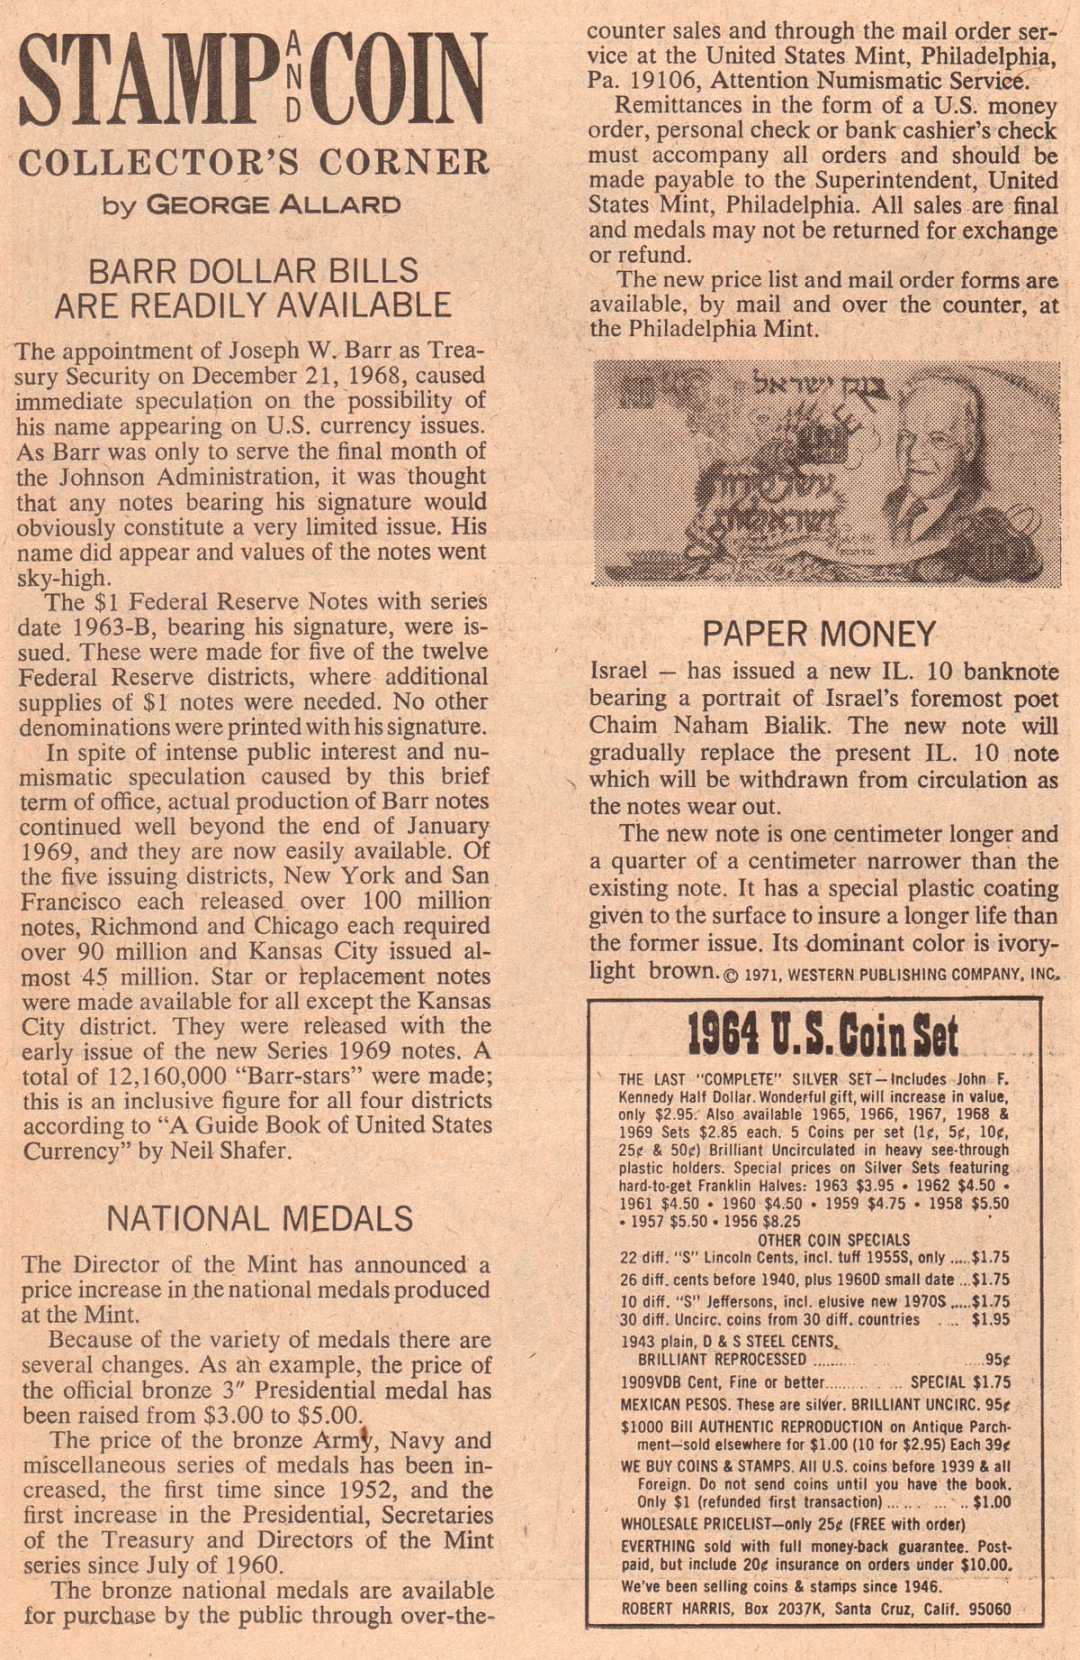 STAMP AND COIN
COLLECTOR'S CORNER
by GEORGE ALLARD
BARR DOLLAR BILLS
ARE READILY AVAILABLE
The appointment of Joseph W. Barr as Trea-
sury Security on December 21, 1968, caused
immediate speculation on the possibility of
his name appearing on U.S. currency issues.
As Barr was only to serve the final month of
the Johnson Administration, it was thought
that any notes bearing his signature would
obviously constitute a very limited issue. His
name did appear and values of the notes went
sky-high.
The $1 Federal Reserve Notes with series
date 1963-B, bearing his signature, were is-
sued. These were made for five of the twelve
Federal Reserve districts, where additional
supplies of $1 notes were needed. No other
denominations were printed with his signature.
In spite of intense public interest and nu-
mismatic speculation caused by this brief
term of office, actual production of Barr notes
continued well beyond the end of January
1969, and they are now easily available. Of
the five issuing districts, New York and San
Francisco each released over 100 million
notes, Richmond and Chicago each required
over 90 million and Kansas City issued al-
most 45 million. Star or replacement notes
were made available for all except the Kansas
City district. They were released with the
early issue of the new Series 1969 notes. A
total of 12,160,000 "Barr-stars" were made;
this is an inclusive figure for all four districts
according to "A Guide Book of United States
Currency" by Neil Shafer.
NATIONAL MEDALS
The Director of the Mint has announced a
price increase in the national medals produced
at the Mint.
Because of the variety of medals there are
several changes. As an example, the price of
the official bronze 3″ Presidential medal has
been raised from $3.00 to $5.00.
The price of the bronze Army, Navy and
miscellaneous series of medals has been in-
creased, the first time since 1952, and the
first increase in the Presidential, Secretaries
of the Treasury and Directors of the Mint
series since July of 1960.
The bronze national medals are available
for purchase by the public through over-the-
counter sales and through the mail order ser-
vice at the United States Mint, Philadelphia,
Pa. 19106, Attention Numismatic Service.
Remittances in the form of a U.S. money
order, personal check or bank cashier's check
must accompany all orders and should be
made payable to the Superintendent, United
States Mint, Philadelphia. All sales are final
and medals may not be returned for exchange
or refund.
The new price list and mail order forms are
available, by mail and over the counter, at
the Philadelphia Mint.
בנק ישראל
עשר לירות
ישראליות
PAPER MONEY
Israel — has issued a new IL. 10 banknote
bearing a portrait of Israel's foremost poet
Chaim Naham Bialik. The new note will
gradually replace the present IL. 10 note
which will be withdrawn from circulation as
the notes wear out.
The new note is one centimeter longer and
a quarter of a centimeter narrower than the
existing note. It has a special plastic coating
given to the surface to insure a longer life than
the former issue. Its dominant color is ivory-
light brown. © 1971, WESTERN PUBLISHING COMPANY, INC.
1964 U.S. Coin Set
THE LAST "COMPLETE" SILVER SET—Includes John F.
Kennedy Half Dollar. Wonderful gift, will increase in value,
only $2.95. Also available 1965, 1966, 1967, 1968 &
1969 Sets $2.85 each. 5 Coins per set (1¢, 5¢, 10¢,
25¢ & 50¢) Brilliant Uncirculated in heavy see-through
plastic holders. Special prices on Silver Sets featuring
hard-to-get Franklin Halves: 1963 $3.95 • 1962 $4.50 •
1961 $4.50 • 1960 $4.50 • 1959 $4.75 • 1958 $5.50
• 1957 $5.50 • 1956 $8.25
OTHER COIN SPECIALS
22 diff. "S" Lincoln Cents, incl. tuff 1955S, only .....$1.75
26 diff. cents before 1940, plus 1960D small date ...$1.75
10 diff. "S" Jeffersons, incl. elusive new 1970S .....$1.75
30 diff. Uncirc. coins from 30 diff. countries ..... $1.95
1943 plain, D & S STEEL CENTS,
BRILLIANT REPROCESSED ..... 95¢
1909VDB Cent, Fine or better..... SPECIAL $1.75
MEXICAN PESOS. These are silver. BRILLIANT UNCIRC. 95¢
$1000 Bill AUTHENTIC REPRODUCTION on Antique Parch-
ment—sold elsewhere for $1.00 (10 for $2.95) Each 39¢
WE BUY COINS & STAMPS. All U.S. coins before 1939 & all
Foreign. Do not send coins until you have the book.
Only $1 (refunded first transaction) ..... $1.00
WHOLESALE PRICELIST—only 25¢ (FREE with order)
EVERTHING sold with full money-back guarantee. Post-
paid, but include 20¢ insurance on orders under $10.00.
We've been selling coins & stamps since 1946.
ROBERT HARRIS, Box 2037K, Santa Cruz, Calif. 95060